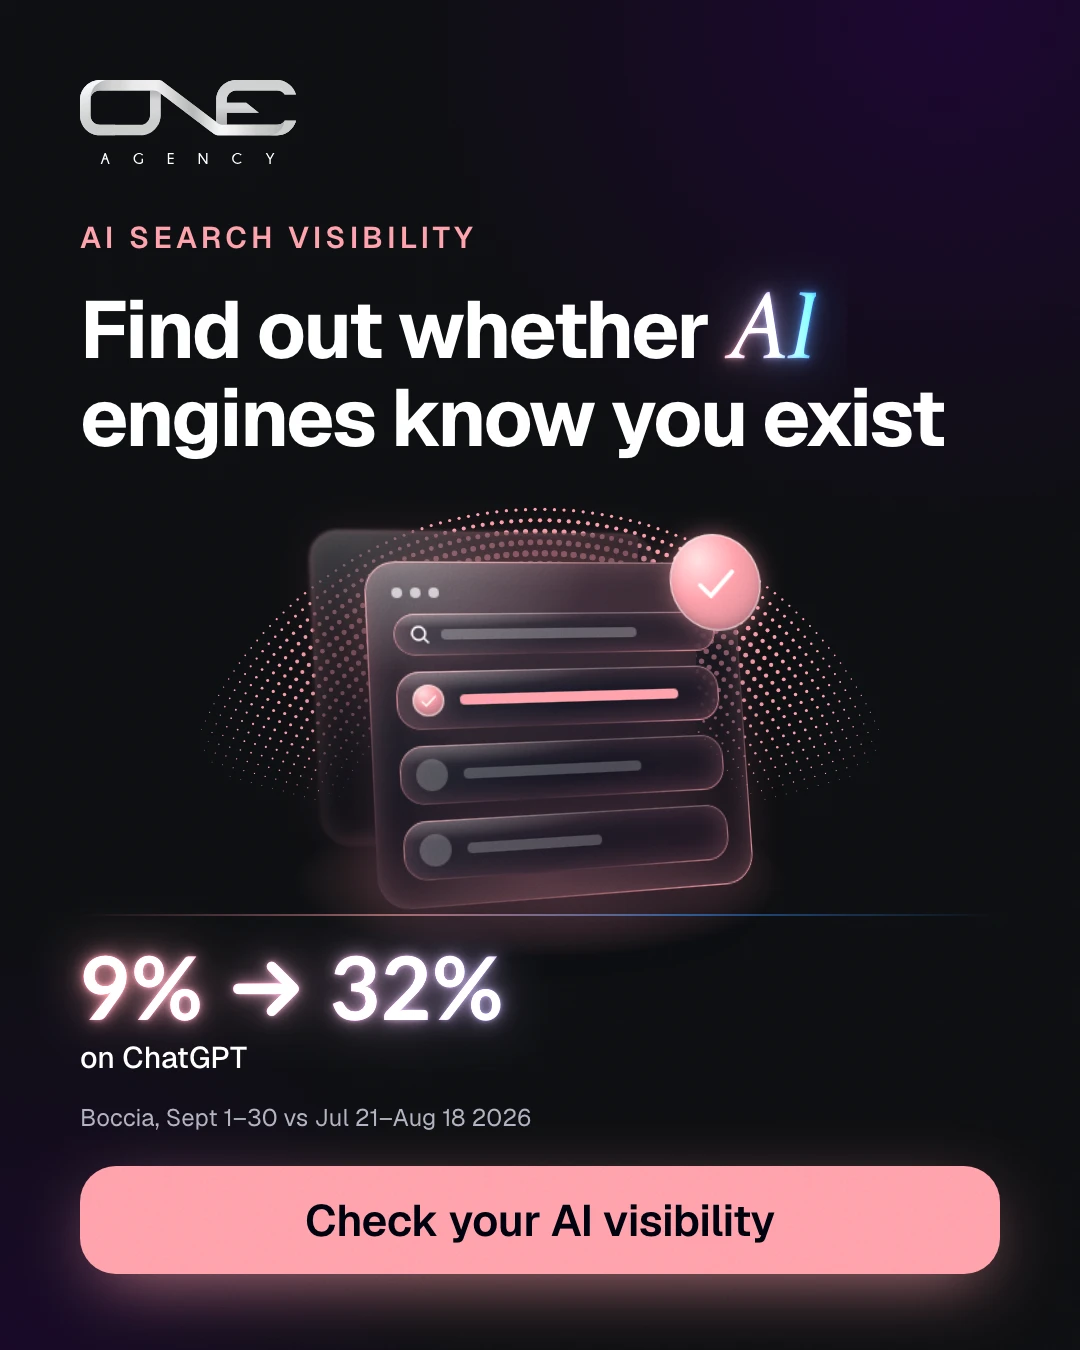 ONE
AGENCY
AI SEARCH VISIBILITY
Find out whether AI
engines know you exist
9% → 32%
on ChatGPT
Boccia, Sept 1–30 vs Jul 21–Aug 18 2026
Check your AI visibility